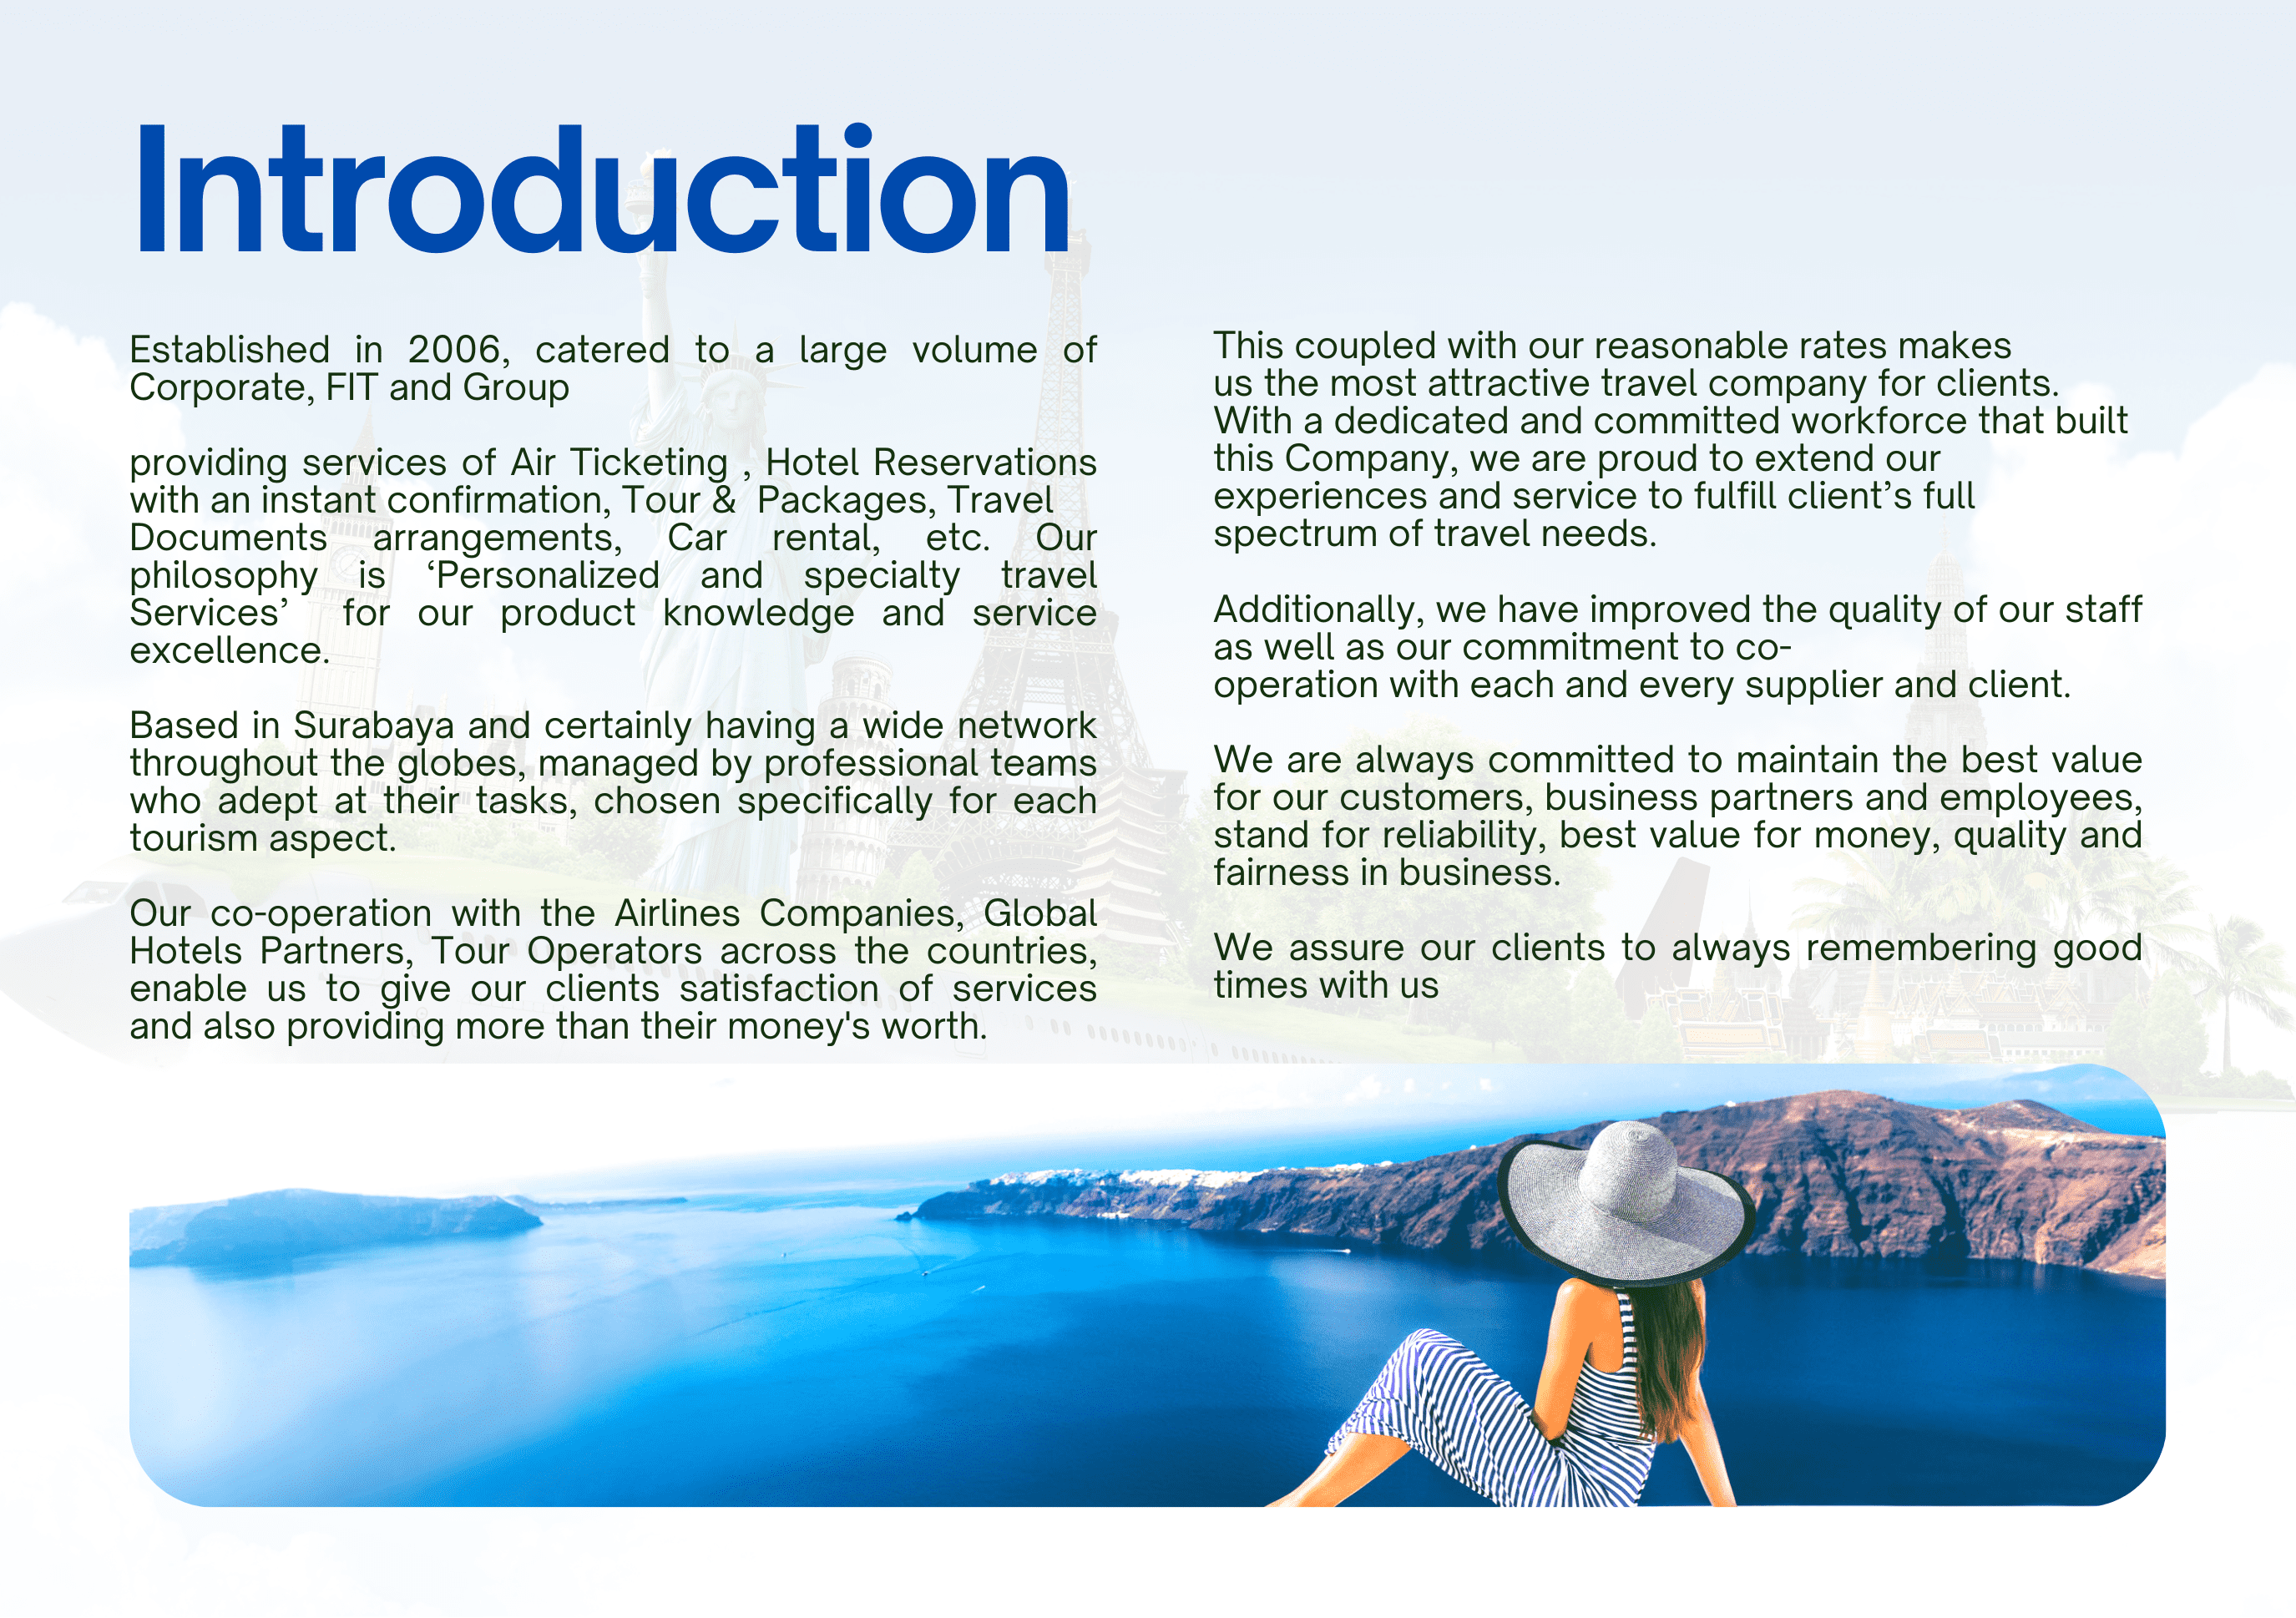 Introduction
Established in 2006, catered to a large volume of
Corporate, FIT and Group
providing services of Air Ticketing , Hotel Reservations
with an instant confirmation, Tour & Packages, Travel
Documents arrangements, Car rental, etc. Our
philosophy is ‘Personalized and specialty travel
Services’ for our product knowledge and service
excellence.
Based in Surabaya and certainly having a wide network
throughout the globes, managed by professional teams
who adept at their tasks, chosen specifically for each
tourism aspect.
Our co-operation with the Airlines Companies, Global
Hotels Partners, Tour Operators across the countries,
enable us to give our clients satisfaction of services
and also providing more than their money's worth.
This coupled with our reasonable rates makes
us the most attractive travel company for clients.
With a dedicated and committed workforce that built
this Company, we are proud to extend our
experiences and service to fulfill client’s full
spectrum of travel needs.
Additionally, we have improved the quality of our staff
as well as our commitment to co-
operation with each and every supplier and client.
We are always committed to maintain the best value
for our customers, business partners and employees,
stand for reliability, best value for money, quality and
fairness in business.
We assure our clients to always remembering good
times with us